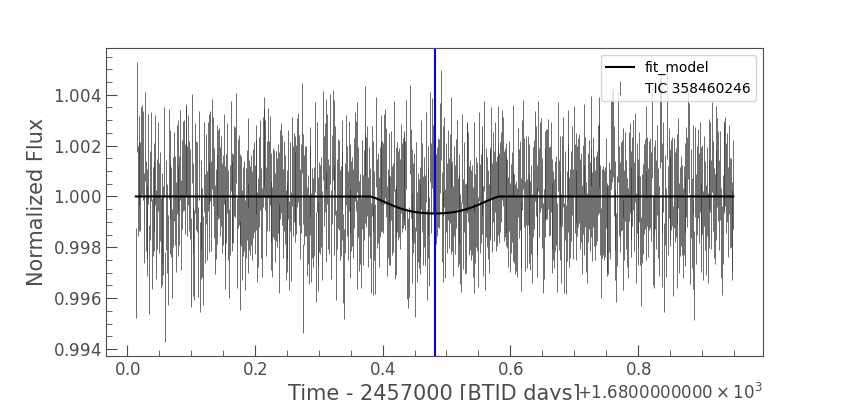 fit_model
TIC 358460246
Normalized Flux
1.004
1.002
1.000
0.998
0.996
0.994
0.0 0.2 0.4 0.6 0.8
Time - 2457000 [BTJD days]
+1.6800000000 × 10³